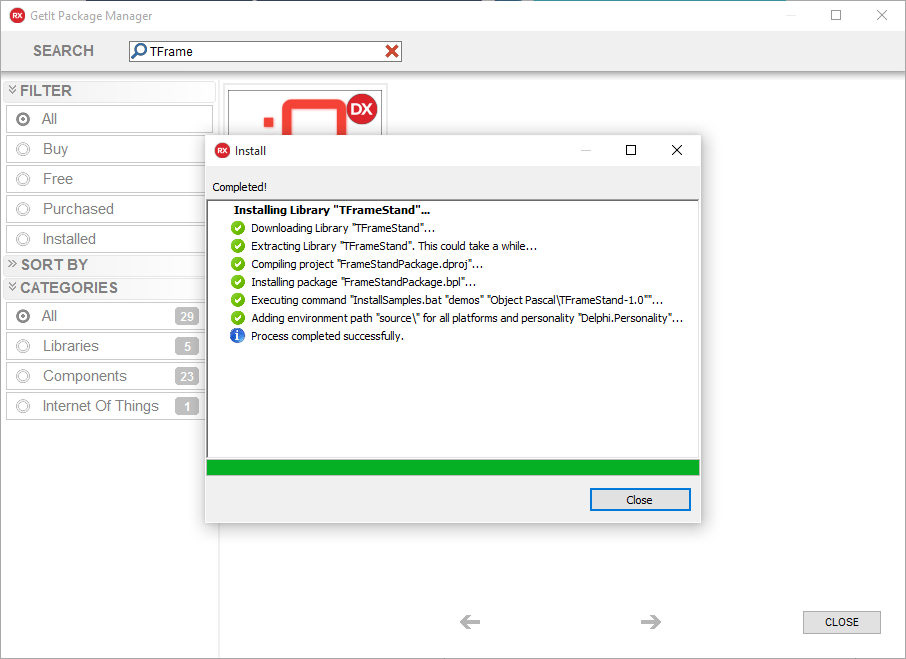 RX GetIt Package Manager
SEARCH TFrame
FILTER
All
Buy
Free
Purchased
Installed
SORT BY
CATEGORIES
All 29
Libraries 5
Components 23
Internet Of Things 1
DX
RX Install
Completed!
Installing Library "TFrameStand"...
Downloading Library "TFrameStand"...
Extracting Library "TFrameStand". This could take a while...
Compiling project "FrameStandPackage.dproj"...
Installing package "FrameStandPackage.bpl"...
Executing command "InstallSamples.bat "demos" "Object Pascal\TFrameStand-1.0""...
Adding environment path "source\" for all platforms and personality "Delphi.Personality"...
Process completed successfully.
Close
CLOSE